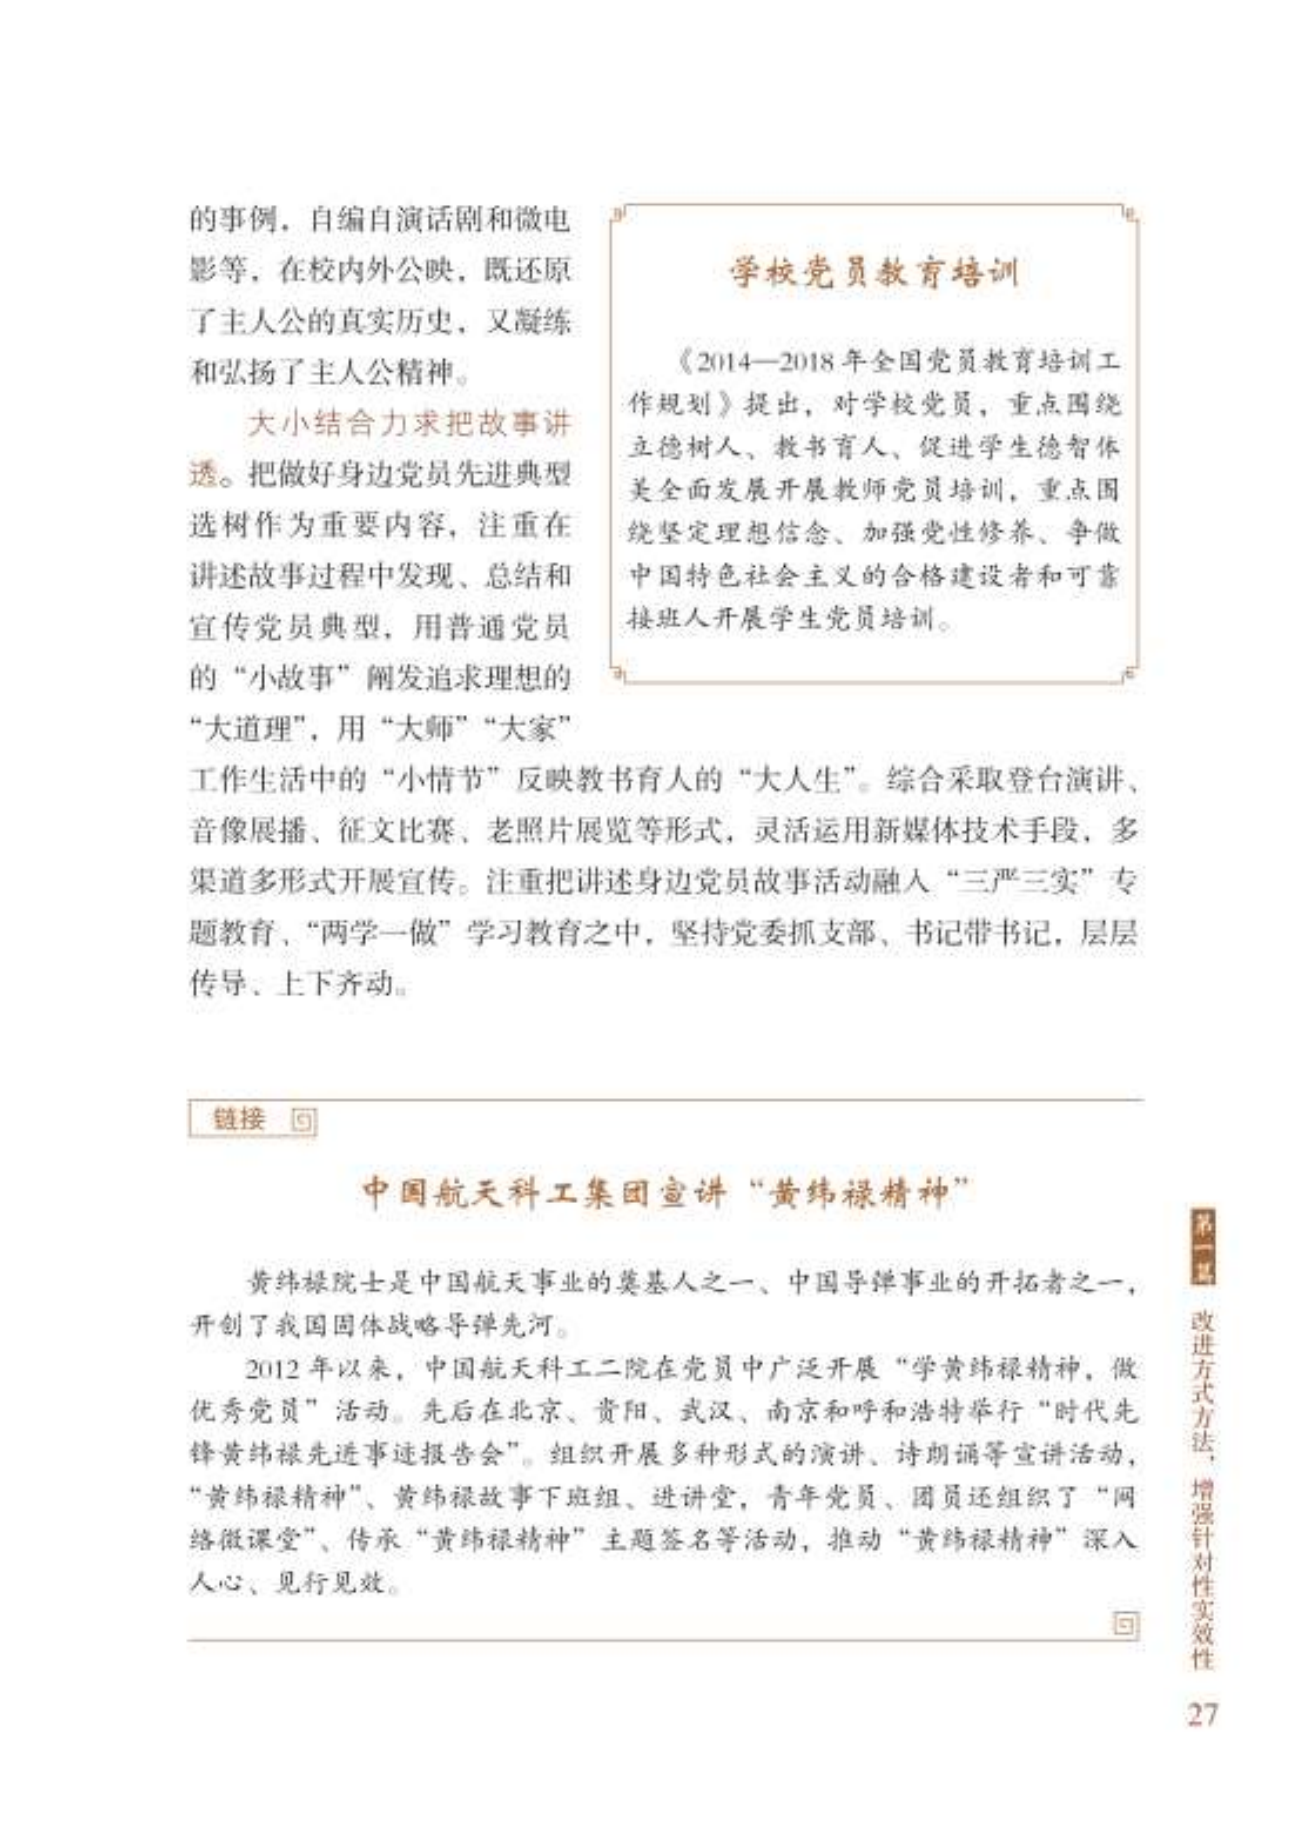 的事例，自编自演话剧和微电
影等，在校内外公映，既还原
了主人公的真实历史，又凝练
和弘扬了主人公精神。
大小结合力求把故事讲
透。把做好身边党员先进典型
选树作为重要内容，注重在
讲述故事过程中发现、总结和
宣传党员典型，用普通党员
的“小故事”阐发追求理想的
“大道理”，用“大师”“大家”
工作生活中的“小情节”反映教书育人的“大人生”。综合采取登台演讲、
音像展播、征文比赛、老照片展览等形式，灵活运用新媒体技术手段，多
渠道多形式开展宣传。注重把讲述身边党员故事活动融入“三严三实”专
题教育、“两学一做”学习教育之中，坚持党委抓支部、书记带书记，层层
传导、上下齐动。
学校党员教育培训
《2014—2018年全国党员教育培训工
作规划》提出，对学校党员，重点围绕
立德树人、教书育人、促进学生德智体
美全面发展开展教师党员培训，重点围
绕坚定理想信念、加强党性修养、争做
中国特色社会主义的合格建设者和可靠
接班人开展学生党员培训。
链接
中国航天科工集团宣讲“黄纬禄精神”
黄纬禄院士是中国航天事业的奠基人之一、中国导弹事业的开拓者之一，
开创了我国固体战略导弹先河。
2012年以来，中国航天科工二院在党员中广泛开展“学黄纬禄精神，做
优秀党员”活动。先后在北京、贵阳、武汉、南京和呼和浩特举行“时代先
锋黄纬禄先进事迹报告会”。组织开展多种形式的演讲、诗朗诵等宣讲活动，
“黄纬禄精神”、黄纬禄故事下班组、进讲堂，青年党员、团员还组织了“网
络微课堂”、传承“黄纬禄精神”主题签名等活动，推动“黄纬禄精神”深入
人心、见行见效。
第一篇
改进方式方法，增强针对性实效性
27